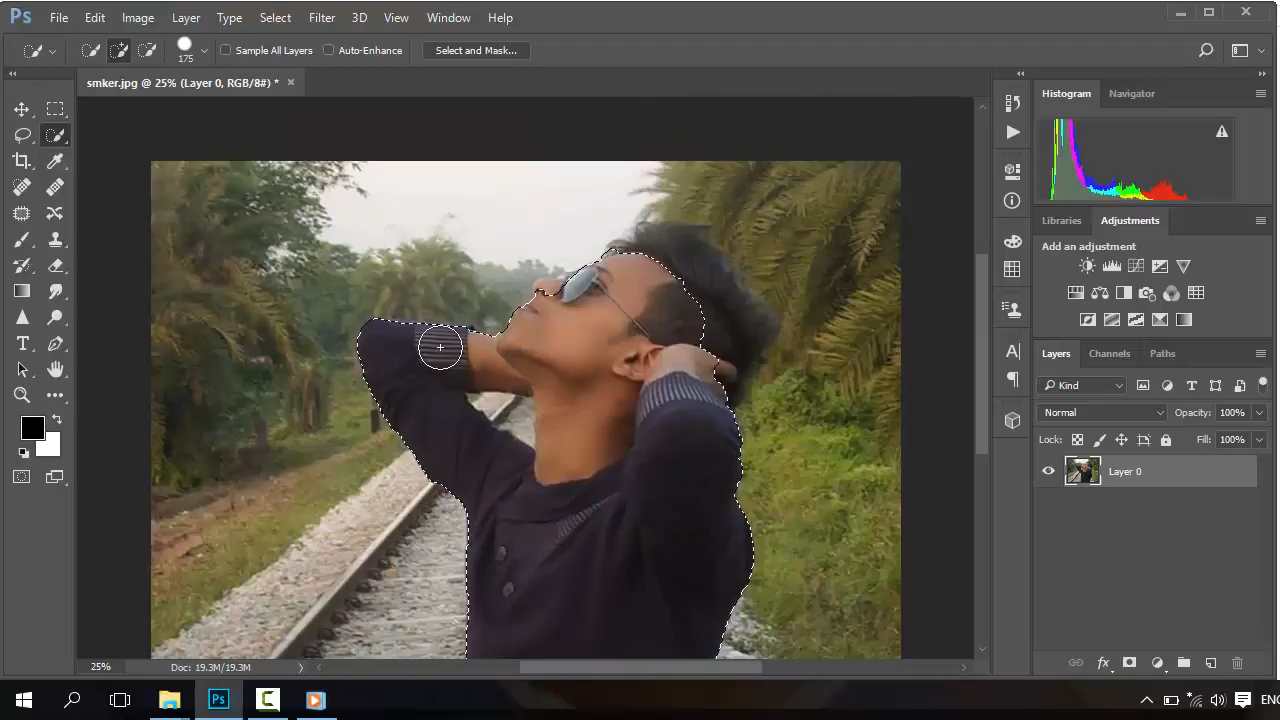 Ps File Edit Image Layer Type Select Filter 3D View Window Help
175 Sample All Layers Auto-Enhance Select and Mask...
smker.jpg @ 25% (Layer 0, RGB/8#) * ×
Histogram Navigator
Libraries Adjustments
Add an adjustment
Layers Channels Paths
Kind
Normal Opacity: 100%
Lock: Fill: 100%
Layer 0
25% Doc: 19.3M/19.3M
Ps ENG